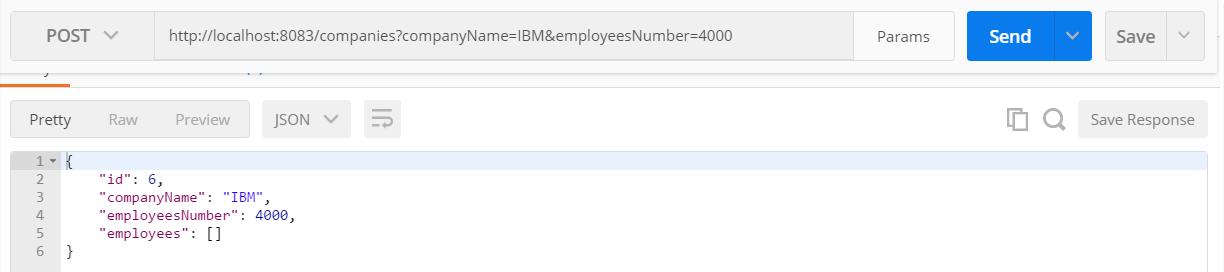 POST http://localhost:8083/companies?companyName=IBM&employeesNumber=4000 Params Send Save
Pretty Raw Preview JSON Save Response
1 {
2 "id": 6,
3 "companyName": "IBM",
4 "employeesNumber": 4000,
5 "employees": []
6 }